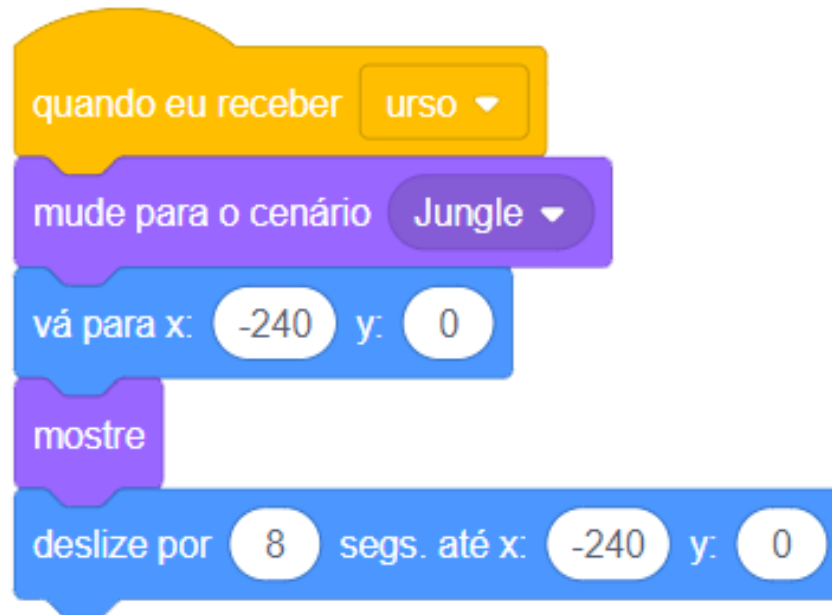 quando eu receber urso
mude para o cenário Jungle
vá para x: -240 y: 0
mostre
deslize por 8 segs. até x: -240 y: 0